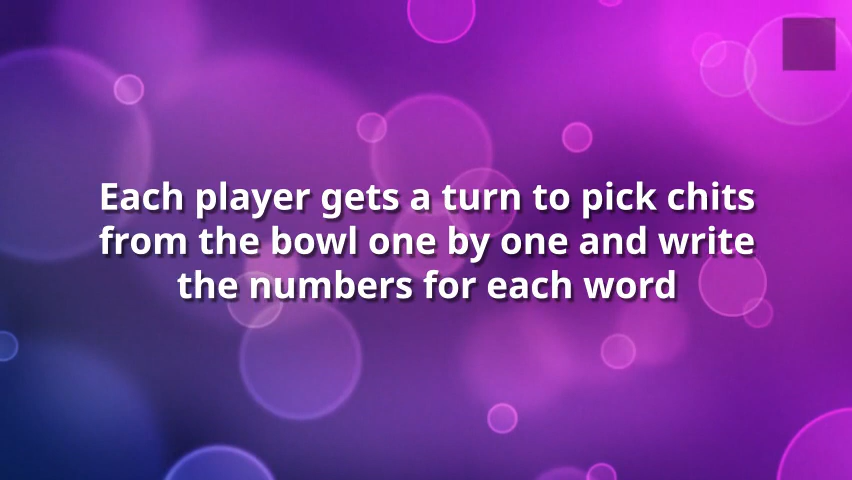 Each player gets a turn to pick chits
from the bowl one by one and write
the numbers for each word